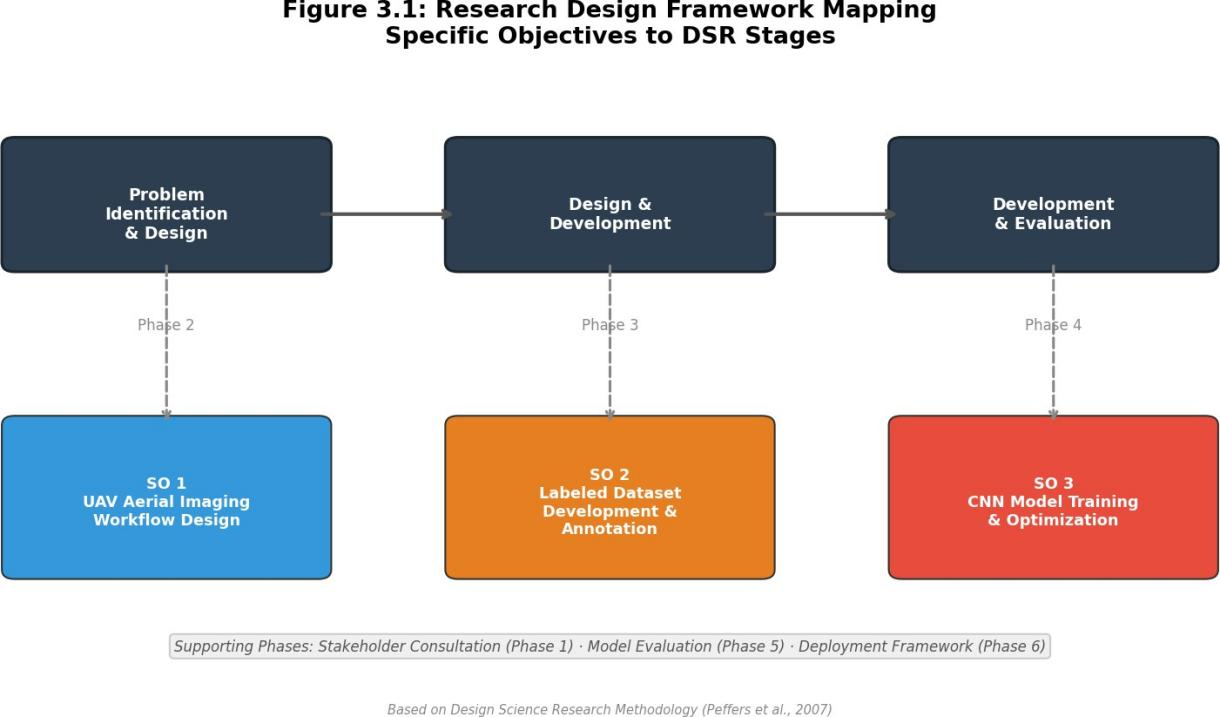 Figure 3.1: Research Design Framework Mapping
Specific Objectives to DSR Stages
Problem
Identification
& Design
Design &
Development
Development
& Evaluation
Phase 2
Phase 3
Phase 4
SO 1
UAV Aerial Imaging
Workflow Design
SO 2
Labeled Dataset
Development &
Annotation
SO 3
CNN Model Training
& Optimization
Supporting Phases: Stakeholder Consultation (Phase 1) · Model Evaluation (Phase 5) · Deployment Framework (Phase 6)
Based on Design Science Research Methodology (Peffers et al., 2007)